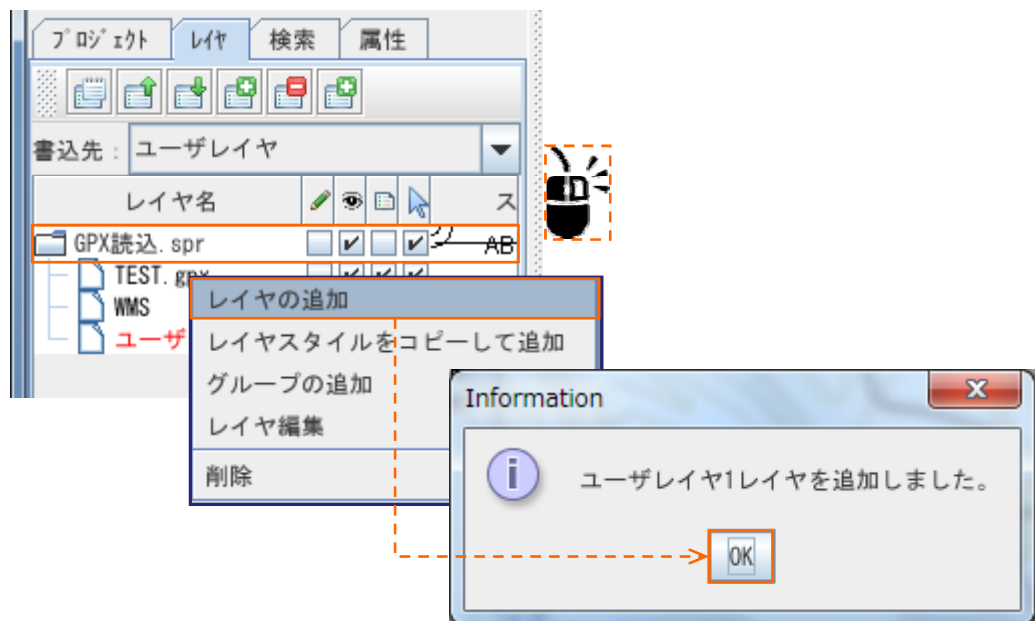 ﾌﾟﾛｼﾞｪｸﾄ ﾚｲﾔ 検索 属性
書込先 : ユーザレイヤ
レイヤ名 ス
GPX読込.spr AB
TEST.gpx
WMS
ユーザ
レイヤの追加
レイヤスタイルをコピーして追加
グループの追加
レイヤ編集
削除
Information
i
ユーザレイヤ1レイヤを追加しました。
OK